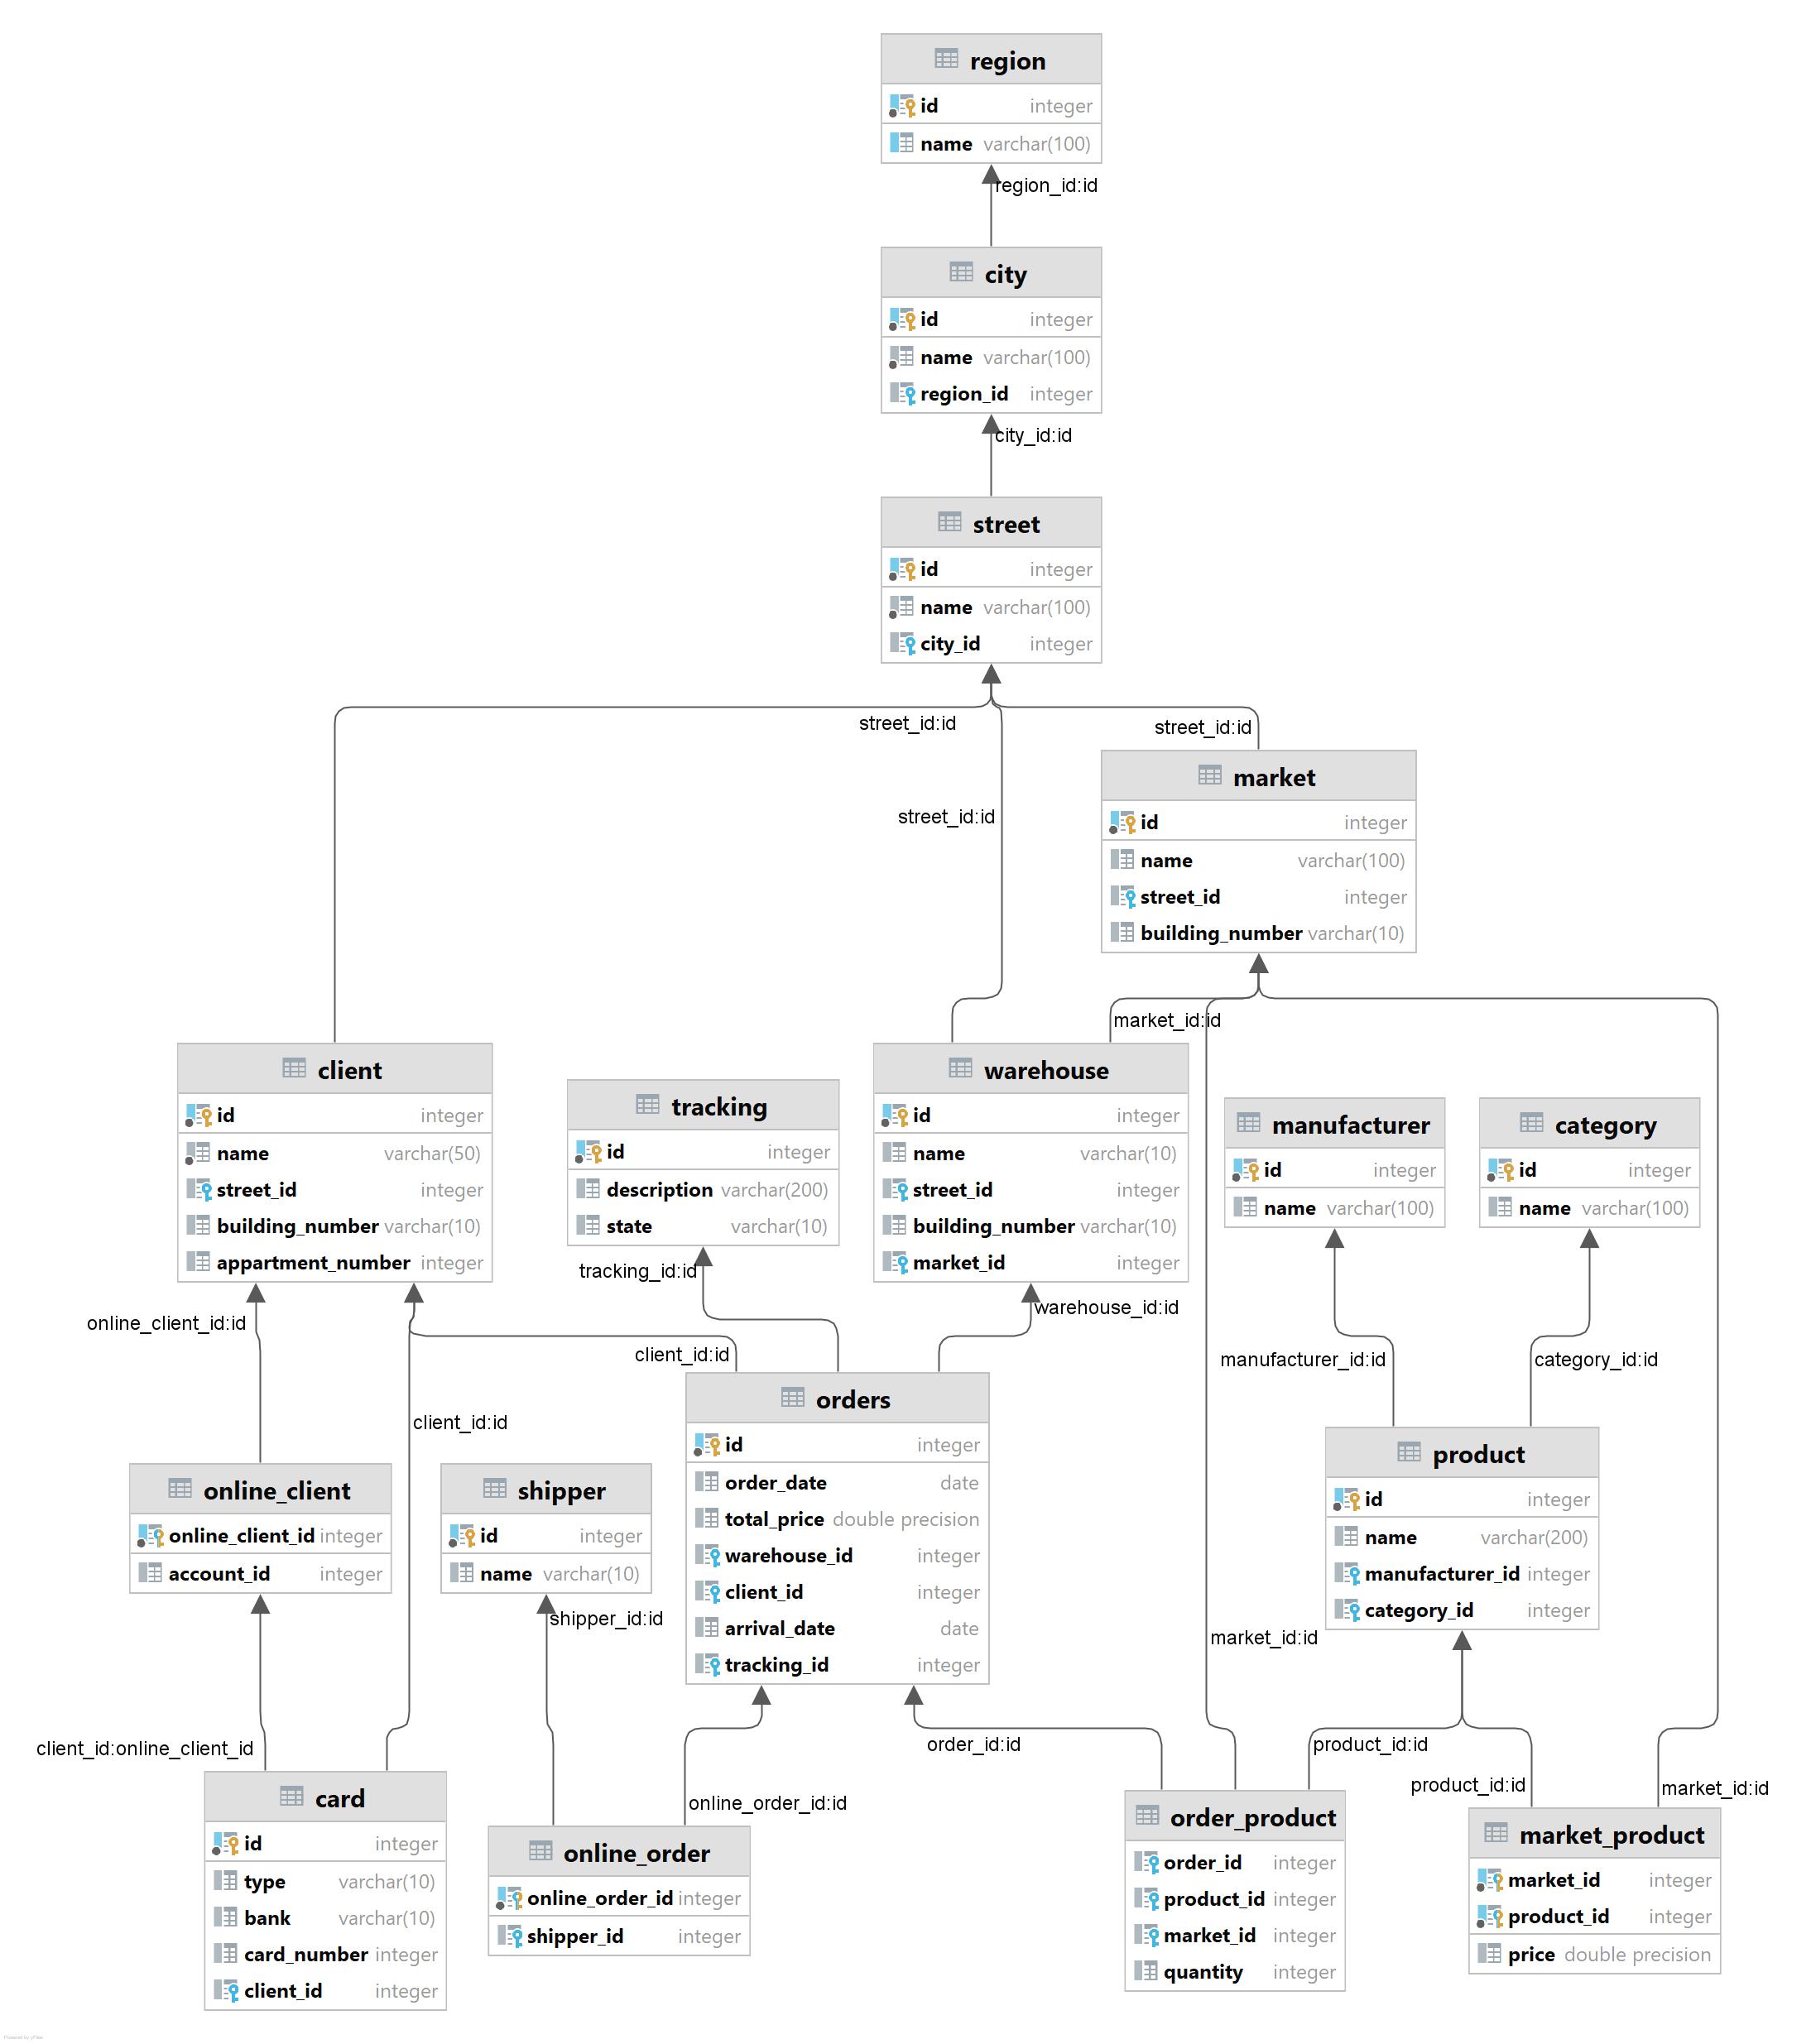 region
id integer
name varchar(100)
region_id:id
city
id integer
name varchar(100)
region_id integer
city_id:id
street
id integer
name varchar(100)
city_id integer
street_id:id
street_id:id
street_id:id
market
id integer
name varchar(100)
street_id integer
building_number varchar(10)
market_id:id
client
id integer
name varchar(50)
street_id integer
building_number varchar(10)
appartment_number integer
tracking
id integer
description varchar(200)
state varchar(10)
warehouse
id integer
name varchar(10)
street_id integer
building_number varchar(10)
market_id integer
manufacturer
id integer
name varchar(100)
category
id integer
name varchar(100)
online_client_id:id
tracking_id:id
warehouse_id:id
client_id:id
manufacturer_id:id
category_id:id
client_id:id
online_client
online_client_id integer
account_id integer
shipper
id integer
name varchar(10)
shipper_id:id
orders
id integer
order_date date
total_price double precision
warehouse_id integer
client_id integer
arrival_date date
tracking_id integer
product
id integer
name varchar(200)
manufacturer_id integer
category_id integer
market_id:id
client_id:online_client_id
order_id:id
product_id:id
product_id:id
market_id:id
online_order_id:id
card
id integer
type varchar(10)
bank varchar(10)
card_number integer
client_id integer
online_order
online_order_id integer
shipper_id integer
order_product
order_id integer
product_id integer
market_id integer
quantity integer
market_product
market_id integer
product_id integer
price double precision
Powered by yFiles